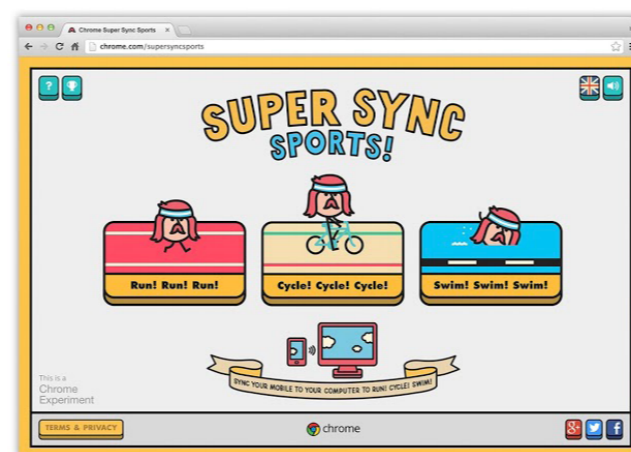 Chrome Super Sync Sports
chrome.com/supersyncsports
?
SUPER SYNC
SPORTS!
Run! Run! Run!
Cycle! Cycle! Cycle!
Swim! Swim! Swim!
SYNC YOUR MOBILE TO YOUR COMPUTER TO RUN! CYCLE! SWIM!
This is a
Chrome
Experiment
TERMS & PRIVACY
chrome
g+
f